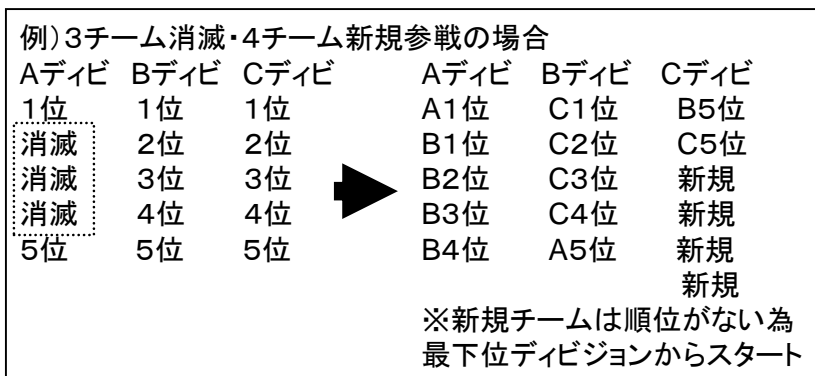 例）３チーム消滅・４チーム新規参戦の場合
Aディビ Bディビ Cディビ Aディビ Bディビ Cディビ
1位 1位 1位 A1位 C1位 B5位
消滅 2位 2位 B1位 C2位 C5位
消滅 3位 3位 B2位 C3位 新規
消滅 4位 4位 B3位 C4位 新規
5位 5位 5位 B4位 A5位 新規
新規
※新規チームは順位がない為
最下位ディビジョンからスタート